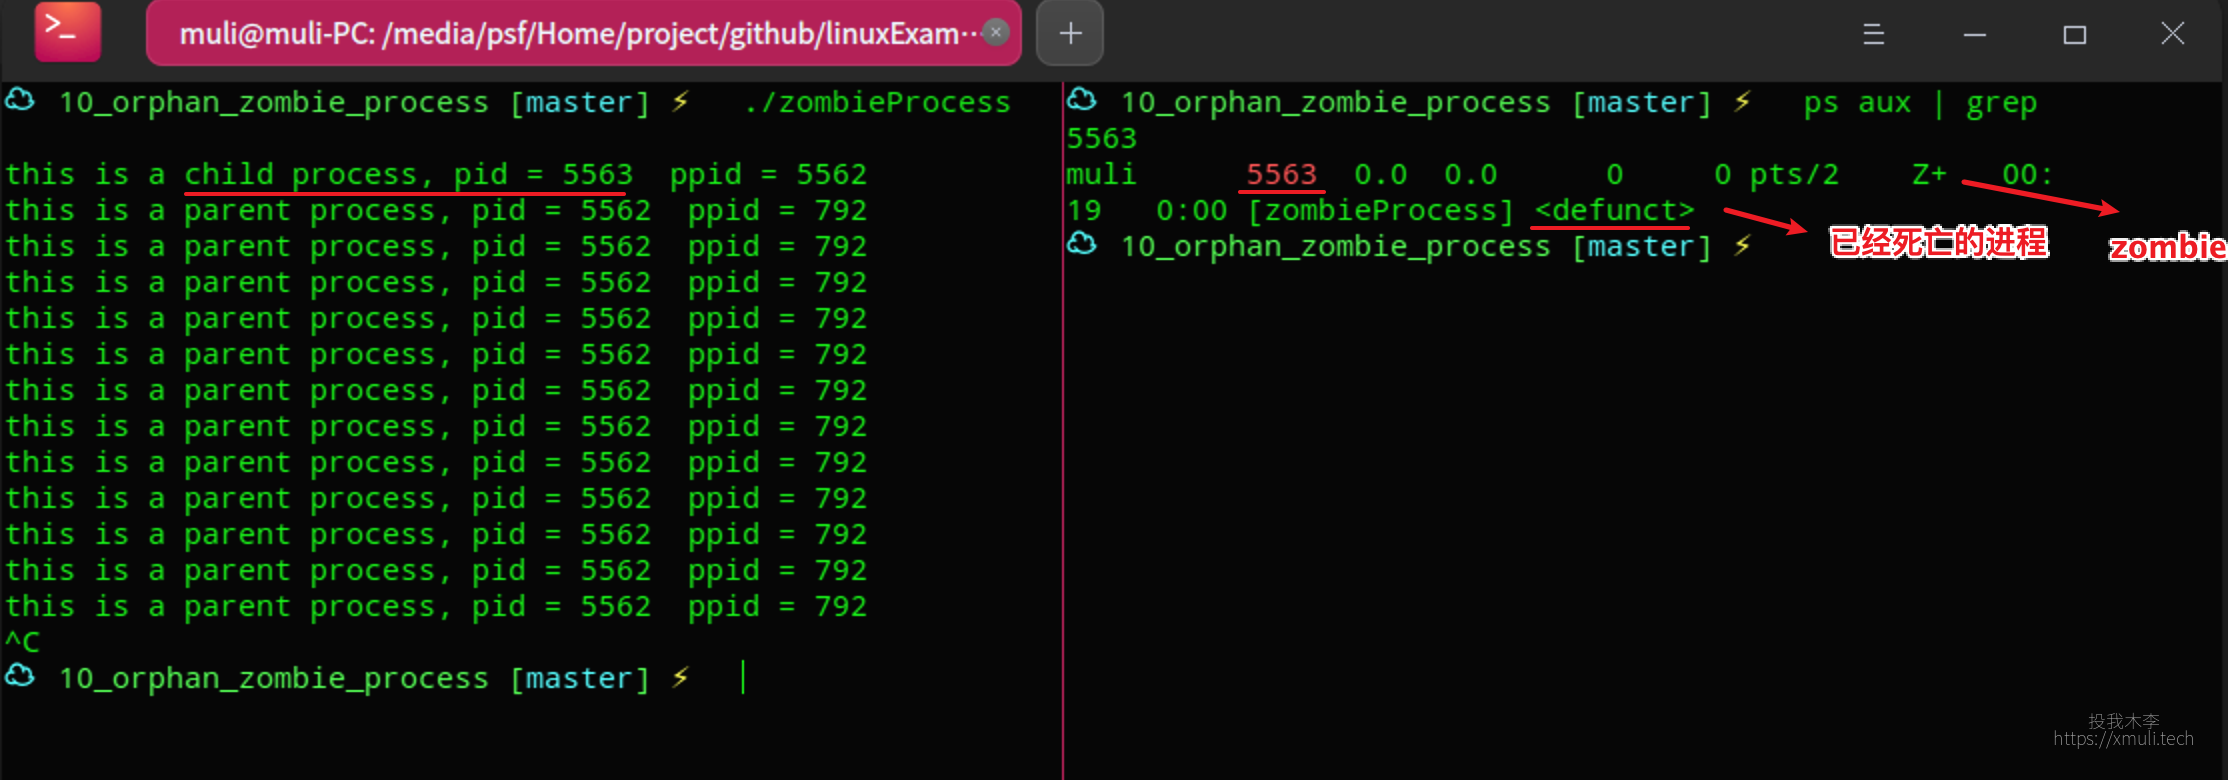 >_
muli@muli-PC: /media/psf/Home/project/github/linuxExam…
10_orphan_zombie_process [master] ⚡ ./zombieProcess
this is a child process, pid = 5563 ppid = 5562
this is a parent process, pid = 5562 ppid = 792
this is a parent process, pid = 5562 ppid = 792
this is a parent process, pid = 5562 ppid = 792
this is a parent process, pid = 5562 ppid = 792
this is a parent process, pid = 5562 ppid = 792
this is a parent process, pid = 5562 ppid = 792
this is a parent process, pid = 5562 ppid = 792
this is a parent process, pid = 5562 ppid = 792
this is a parent process, pid = 5562 ppid = 792
this is a parent process, pid = 5562 ppid = 792
this is a parent process, pid = 5562 ppid = 792
this is a parent process, pid = 5562 ppid = 792
^C
10_orphan_zombie_process [master] ⚡
10_orphan_zombie_process [master] ⚡ ps aux | grep
5563
muli 5563 0.0 0.0 0 0 pts/2 Z+ 00:
19 0:00 [zombieProcess] <defunct>
10_orphan_zombie_process [master] ⚡
已经死亡的进程
zombie
投我木李
https://xmuli.tech